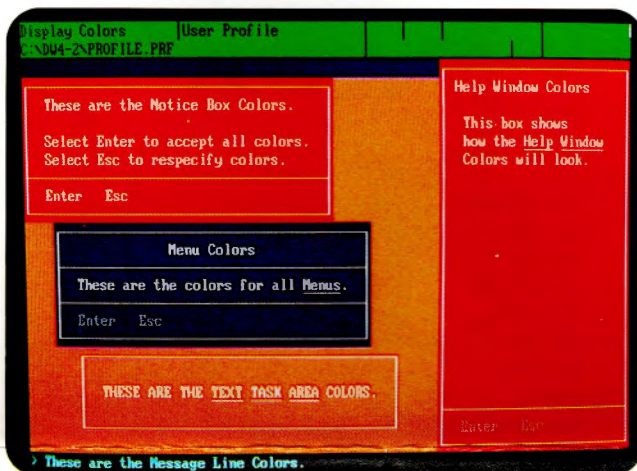 Display Colors |User Profile
C:\DW4-2\PROFILE.PRF
These are the Notice Box Colors.
Select Enter to accept all colors.
Select Esc to respecify colors.
Enter Esc
Menu Colors
These are the colors for all Menus.
Enter Esc
THESE ARE THE TEXT TASK AREA COLORS.
Help Window Colors
This box shows
how the Help Window
Colors will look.
Enter Esc
> These are the Message Line Colors.